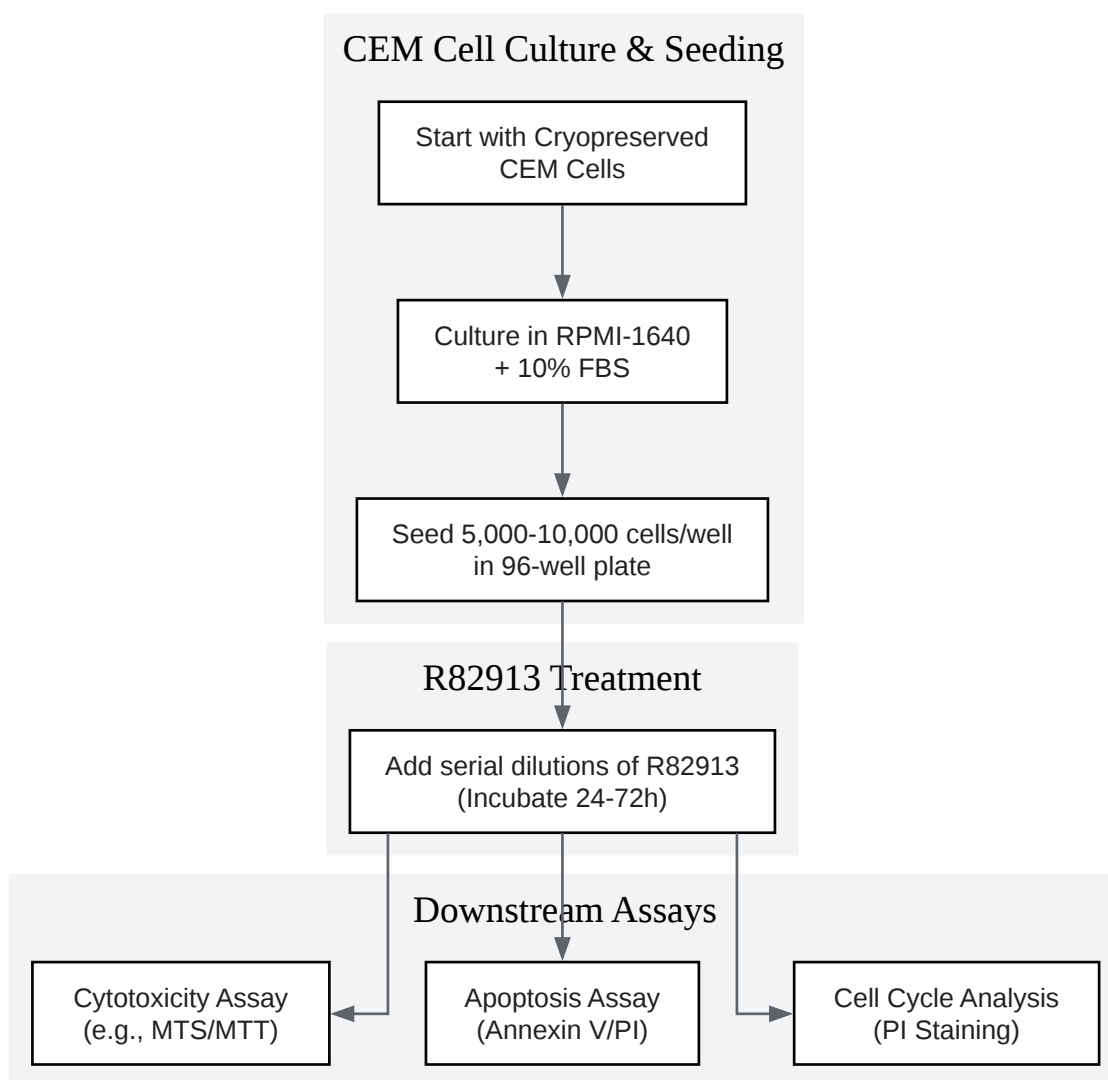 CEM Cell Culture & Seeding
Start with Cryopreserved
CEM Cells
Culture in RPMI-1640
+ 10% FBS
Seed 5,000-10,000 cells/well
in 96-well plate
R82913 Treatment
Add serial dilutions of R82913
(Incubate 24-72h)
Downstream Assays
Cytotoxicity Assay
(e.g., MTS/MTT)
Apoptosis Assay
(Annexin V/PI)
Cell Cycle Analysis
(PI Staining)